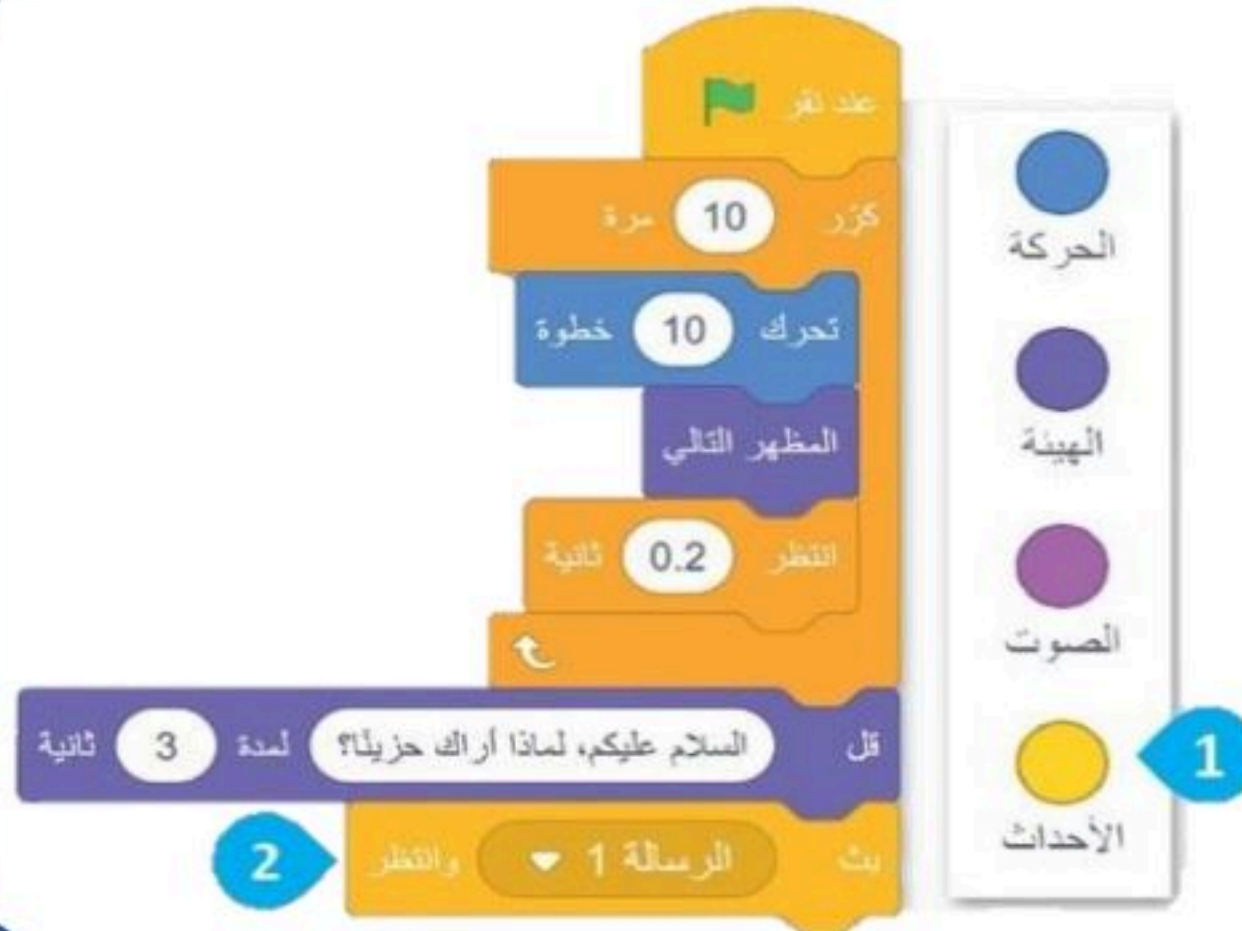 عند نقر
كرّر 10 مرة
تحرك 10 خطوة
المظهر التالي
انتظر 0.2 ثانية
قل السلام عليكم، لماذا أراك حزينًا؟ لمدة 3 ثانية
بث الرسالة 1 وانتظر
2
الحركة
الهيئة
الصوت
الأحداث
1